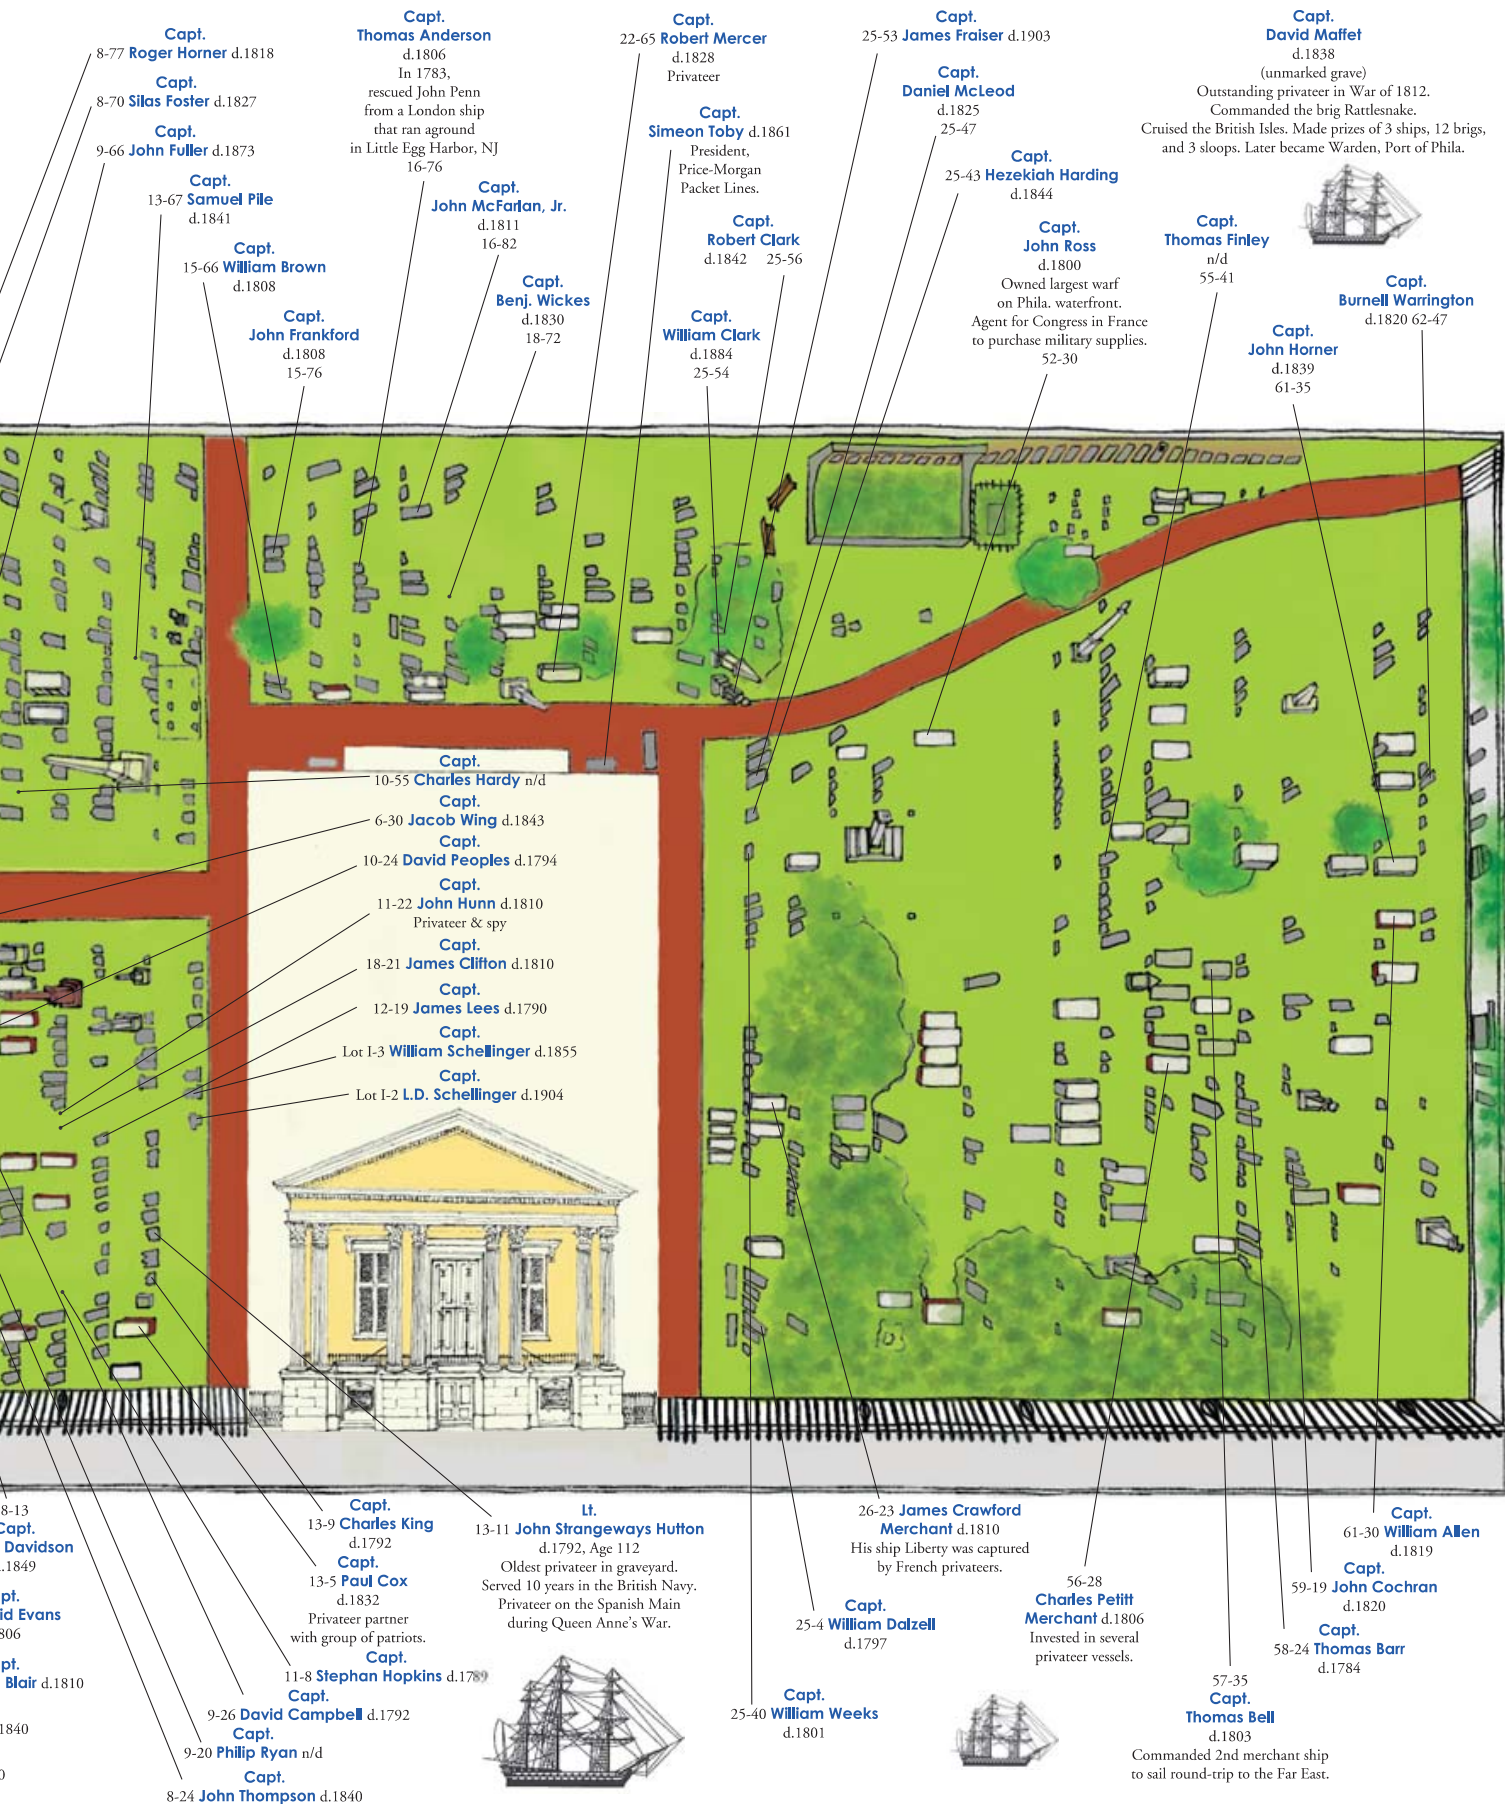 Capt.
8-77 Roger Horner d.1818
Capt.
8-70 Silas Foster d.1827
Capt.
9-66 John Fuller d.1873
Capt.
13-67 Samuel Pile
d.1841
Capt.
15-66 William Brown
d.1808
Capt.
John Frankford
d.1808
15-76
Capt.
Thomas Anderson
d.1806
In 1783,
rescued John Penn
from a London ship
that ran aground
in Little Egg Harbor, NJ
16-76
Capt.
John McFarlan, Jr.
d.1811
16-82
Capt.
Benj. Wickes
d.1830
18-72
Capt.
22-65 Robert Mercer
d.1828
Privateer
Capt.
Simeon Toby d.1861
President,
Price-Morgan
Packet Lines.
Capt.
Robert Clark
d.1842 25-56
Capt.
William Clark
d.1884
25-54
Capt.
25-53 James Fraiser d.1903
Capt.
Daniel McLeod
d.1825
25-47
Capt.
25-43 Hezekiah Harding
d.1844
Capt.
John Ross
d.1800
Owned largest warf
on Phila. waterfront.
Agent for Congress in France
to purchase military supplies.
52-30
Capt.
David Maffet
d.1838
(unmarked grave)
Outstanding privateer in War of 1812.
Commanded the brig Rattlesnake.
Cruised the British Isles. Made prizes of 3 ships, 12 brigs,
and 3 sloops. Later became Warden, Port of Phila.
Capt.
Thomas Finley
n/d
55-41
Capt.
Burnell Warrington
d.1820 62-47
Capt.
John Horner
d.1839
61-35
Capt.
10-55 Charles Hardy n/d
Capt.
6-30 Jacob Wing d.1843
Capt.
10-24 David Peoples d.1794
Capt.
11-22 John Hunn d.1810
Privateer & spy
Capt.
18-21 James Clifton d.1810
Capt.
12-19 James Lees d.1790
Capt.
Lot I-3 William Schellinger d.1855
Capt.
Lot I-2 L.D. Schellinger d.1904
8-13
Capt.
Davidson
.1849
pt.
id Evans
806
pt.
Blair d.1810
1840
0
Capt.
13-9 Charles King
d.1792
Capt.
13-5 Paul Cox
d.1832
Privateer partner
with group of patriots.
Capt.
11-8 Stephan Hopkins d.1789
Capt.
9-26 David Campbell d.1792
Capt.
9-20 Philip Ryan n/d
Capt.
8-24 John Thompson d.1840
Lt.
13-11 John Strangeways Hutton
d.1792, Age 112
Oldest privateer in graveyard.
Served 10 years in the British Navy.
Privateer on the Spanish Main
during Queen Anne's War.
26-23 James Crawford
Merchant d.1810
His ship Liberty was captured
by French privateers.
Capt.
25-4 William Dalzell
d.1797
Capt.
25-40 William Weeks
d.1801
56-28
Charles Petitt
Merchant d.1806
Invested in several
privateer vessels.
57-35
Capt.
Thomas Bell
d.1803
Commanded 2nd merchant ship
to sail round-trip to the Far East.
Capt.
61-30 William Allen
d.1819
Capt.
59-19 John Cochran
d.1820
Capt.
58-24 Thomas Barr
d.1784